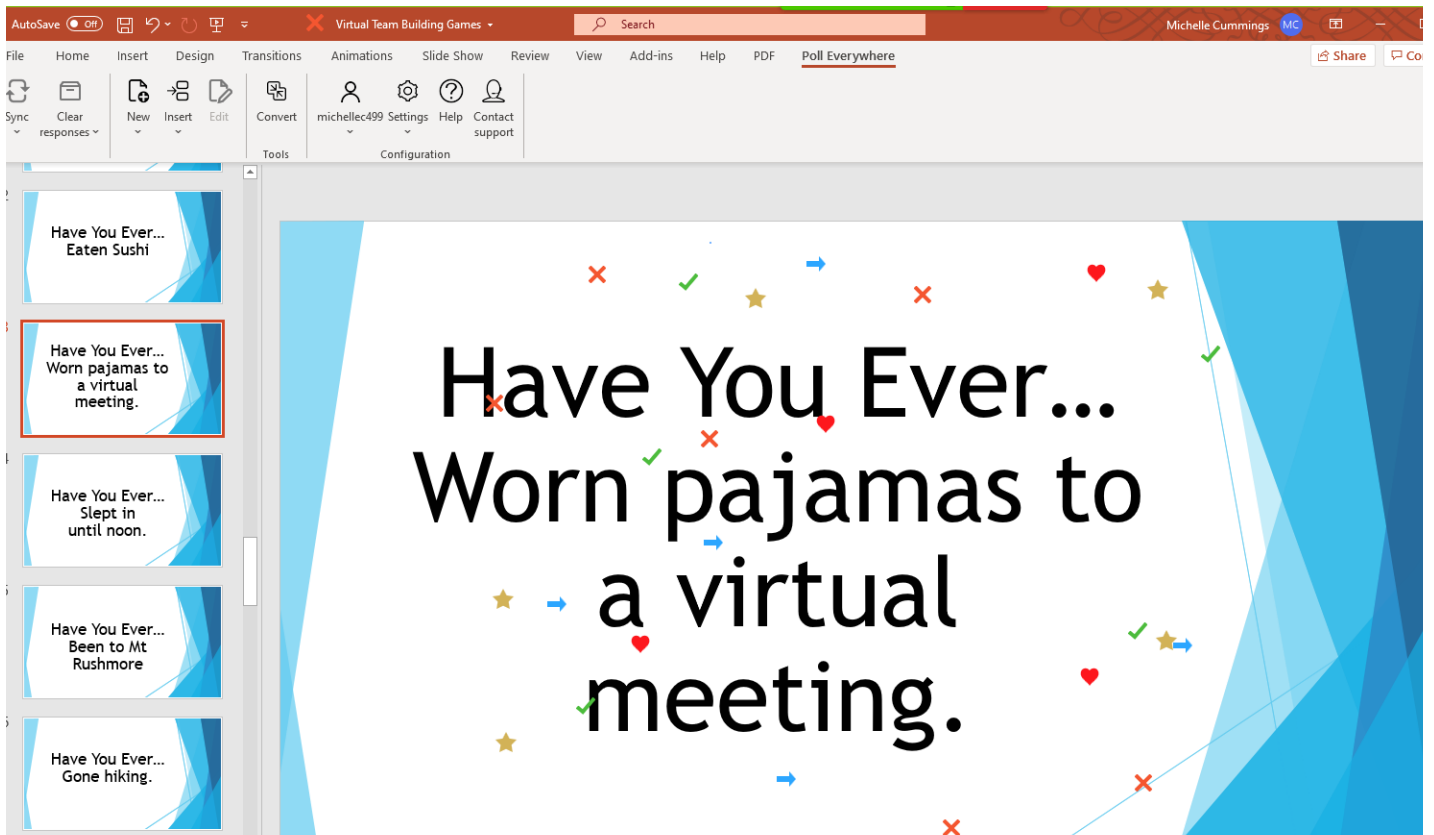 AutoSave Off Virtual Team Building Games Search Michelle Cummings MC
File Home Insert Design Transitions Animations Slide Show Review View Add-ins Help PDF Poll Everywhere Share Co
Sync Clear responses New Insert Edit Convert michellec499 Settings Help Contact support
Tools Configuration
2
Have You Ever...
Eaten Sushi
3
Have You Ever...
Worn pajamas to
a virtual
meeting.
4
Have You Ever...
Slept in
until noon.
Have You Ever...
Been to Mt
Rushmore
Have You Ever...
Gone hiking.
Have You Ever...
Worn pajamas to
a virtual
meeting.